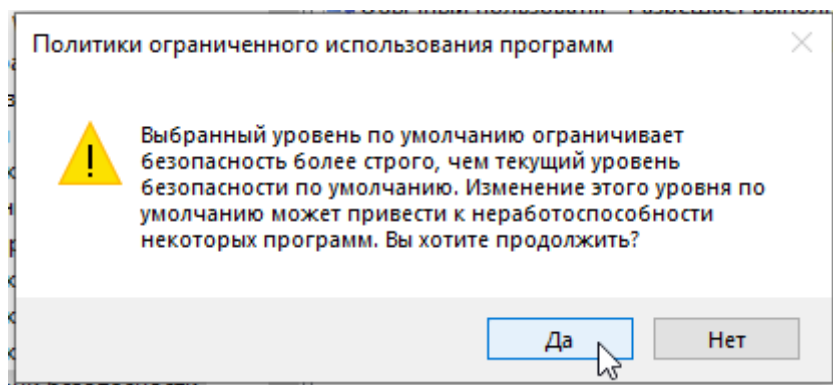 Политики ограниченного использования программ
Выбранный уровень по умолчанию ограничивает
безопасность более строго, чем текущий уровень
безопасности по умолчанию. Изменение этого уровня по
умолчанию может привести к неработоспособности
некоторых программ. Вы хотите продолжить?
Да
Нет